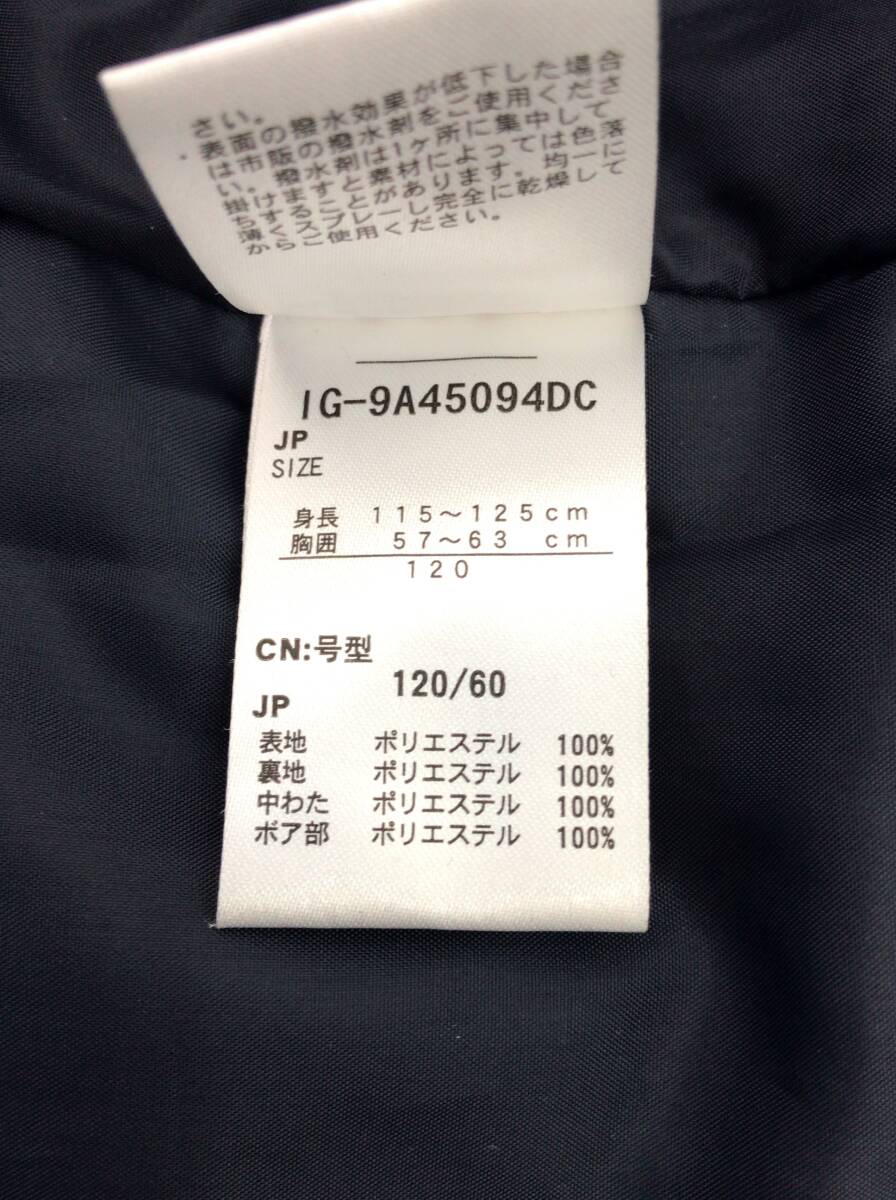 さい。
・表面の撥水効果が低下した場合
は市販の撥水剤をご使用くださ
い。撥水剤は1ヶ所に集中して
掛けますと素材によっては色落
ちすることがあります。均一に
薄くスプレーし完全に乾燥して
からご使用ください。
IG-9A45094DC
JP
SIZE
身長 115～125cm
胸囲 57～63 cm
120
CN:号型
120/60
JP
表地 ポリエステル 100%
裏地 ポリエステル 100%
中わた ポリエステル 100%
ボア部 ポリエステル 100%